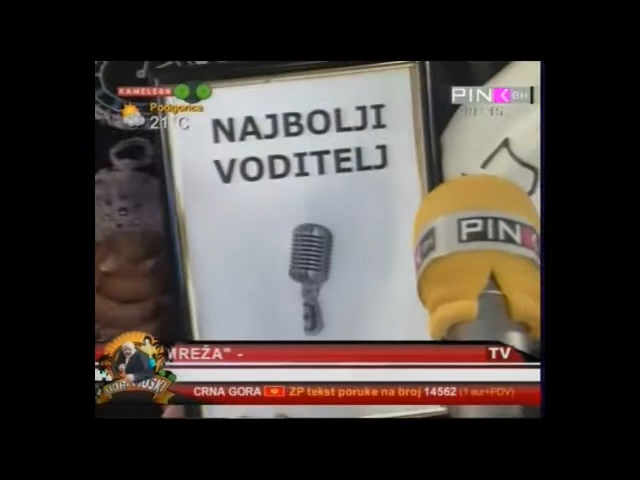 KAMELEON
Podgorica
21°C
PINK BH
NAJBOLJI
VODITELJ
PINK
MREŽA" -
TV
CRNA GORA
ZP tekst poruke na broj 14562 (1 eur+PDV)